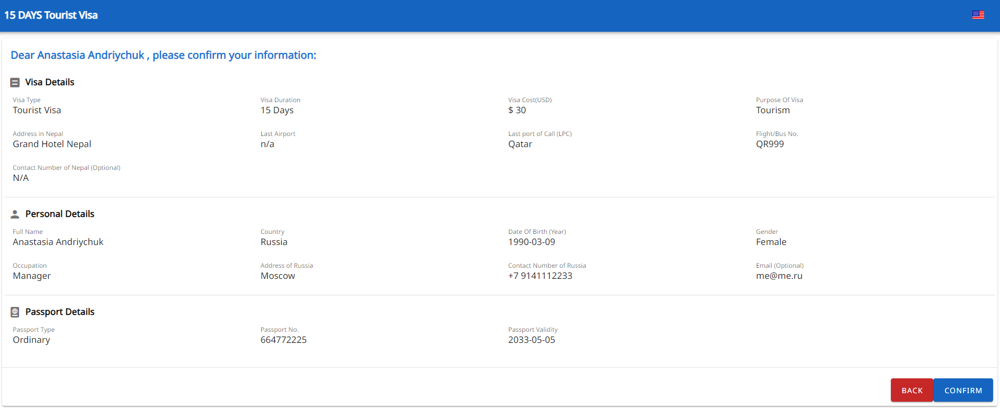 15 DAYS Tourist Visa
Dear Anastasia Andriychuk , please confirm your information:
Visa Details
Visa Type Visa Duration Visa Cost(USD) Purpose Of Visa
Tourist Visa 15 Days $ 30 Tourism
Address in Nepal Last Airport Last port of Call (LPC) Flight/Bus No.
Grand Hotel Nepal n/a Qatar QR999
Contact Number of Nepal (Optional)
N/A
Personal Details
Full Name Country Date Of Birth (Year) Gender
Anastasia Andriychuk Russia 1990-03-09 Female
Occupation Address of Russia Contact Number of Russia Email (Optional)
Manager Moscow +7 9141112233 me@me.ru
Passport Details
Passport Type Passport No. Passport Validity
Ordinary 664772225 2033-05-05
BACK CONFIRM